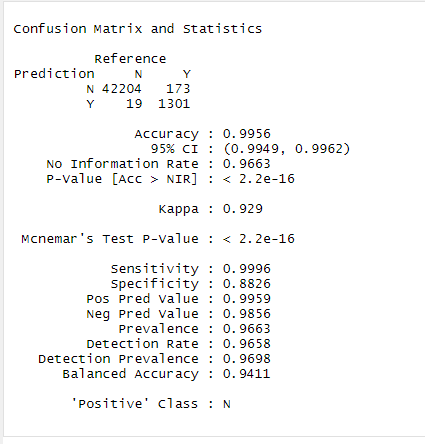 Confusion Matrix and Statistics
Reference
Prediction N Y
N 42204 173
Y 19 1301
Accuracy : 0.9956
95% CI : (0.9949, 0.9962)
No Information Rate : 0.9663
P-Value [Acc > NIR] : < 2.2e-16
Kappa : 0.929
Mcnemar's Test P-Value : < 2.2e-16
Sensitivity : 0.9996
Specificity : 0.8826
Pos Pred Value : 0.9959
Neg Pred Value : 0.9856
Prevalence : 0.9663
Detection Rate : 0.9658
Detection Prevalence : 0.9698
Balanced Accuracy : 0.9411
'Positive' Class : N